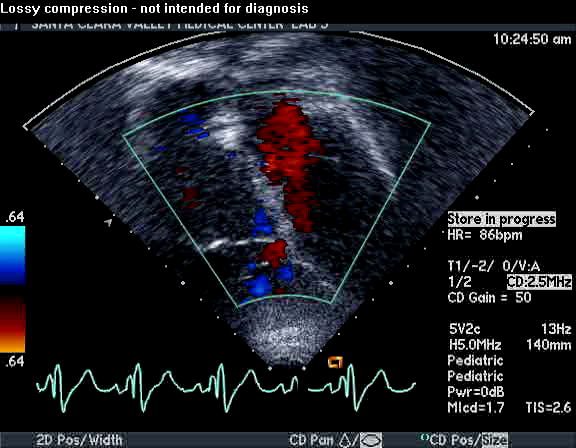 Lossy compression - not intended for diagnosis
SANTA CLARA VALLEY MEDICAL CENTER LAB
10:24:50 am
.64
.64
Store in progress
HR= 86bpm
T1/-2/ 0/V:A
1/2 CD:2.5MHz
CD Gain = 50
5V2c 13Hz
H5.0MHz 140mm
Pediatric
Pediatric
Pwr=0dB
MIcd=1.7 TIS=2.6
2D Pos/Width CD Pan CD Pos/Size